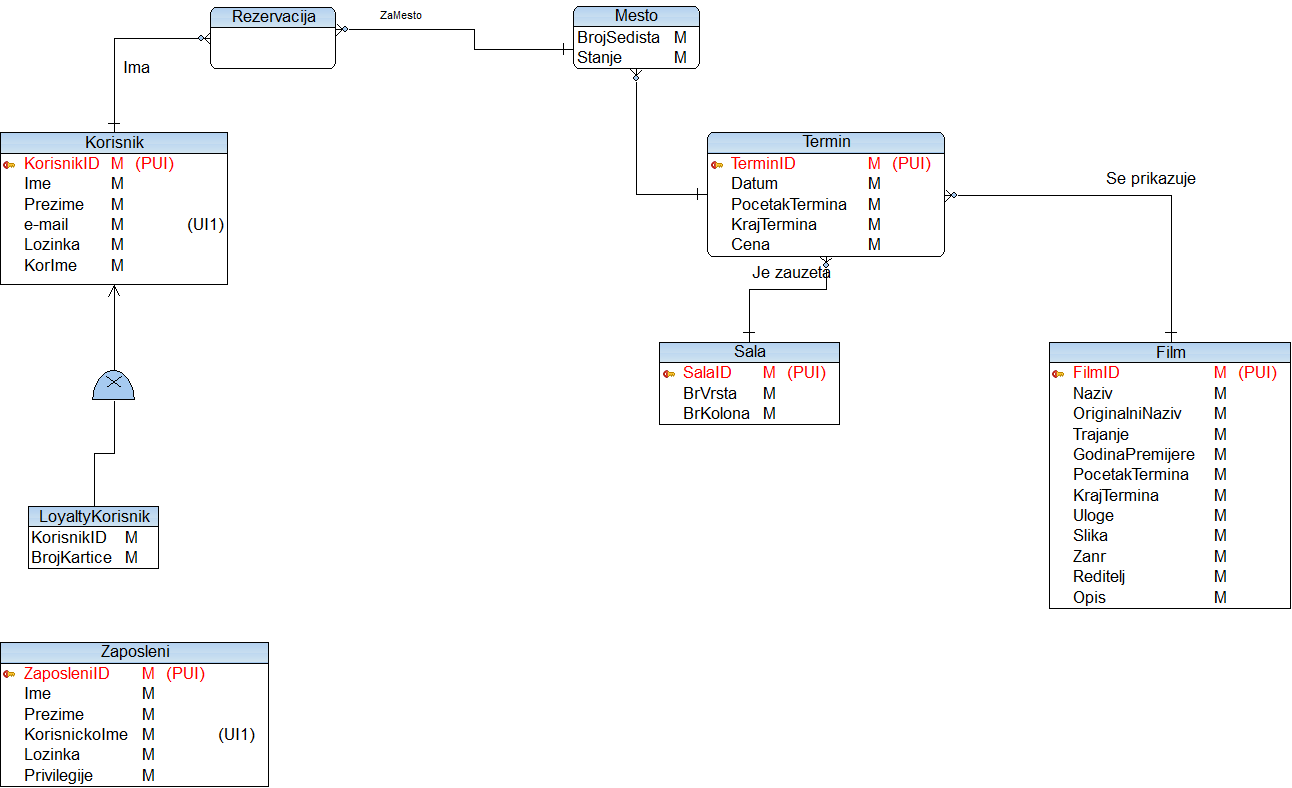 Rezervacija
ZaMesto
Mesto
BrojSedista M
Stanje M
Ima
Korisnik
KorisnikID M (PUI)
Ime M
Prezime M
e-mail M (UI1)
Lozinka M
KorIme M
Termin
TerminID M (PUI)
Datum M
PocetakTermina M
KrajTermina M
Cena M
Se prikazuje
Je zauzeta
Sala
SalaID M (PUI)
BrVrsta M
BrKolona M
Film
FilmID M (PUI)
Naziv M
OriginalniNaziv M
Trajanje M
GodinaPremijere M
PocetakTermina M
KrajTermina M
Uloge M
Slika M
Zanr M
Reditelj M
Opis M
LoyaltyKorisnik
KorisnikID M
BrojKartice M
Zaposleni
ZaposleniID M (PUI)
Ime M
Prezime M
KorisnickoIme M (UI1)
Lozinka M
Privilegije M